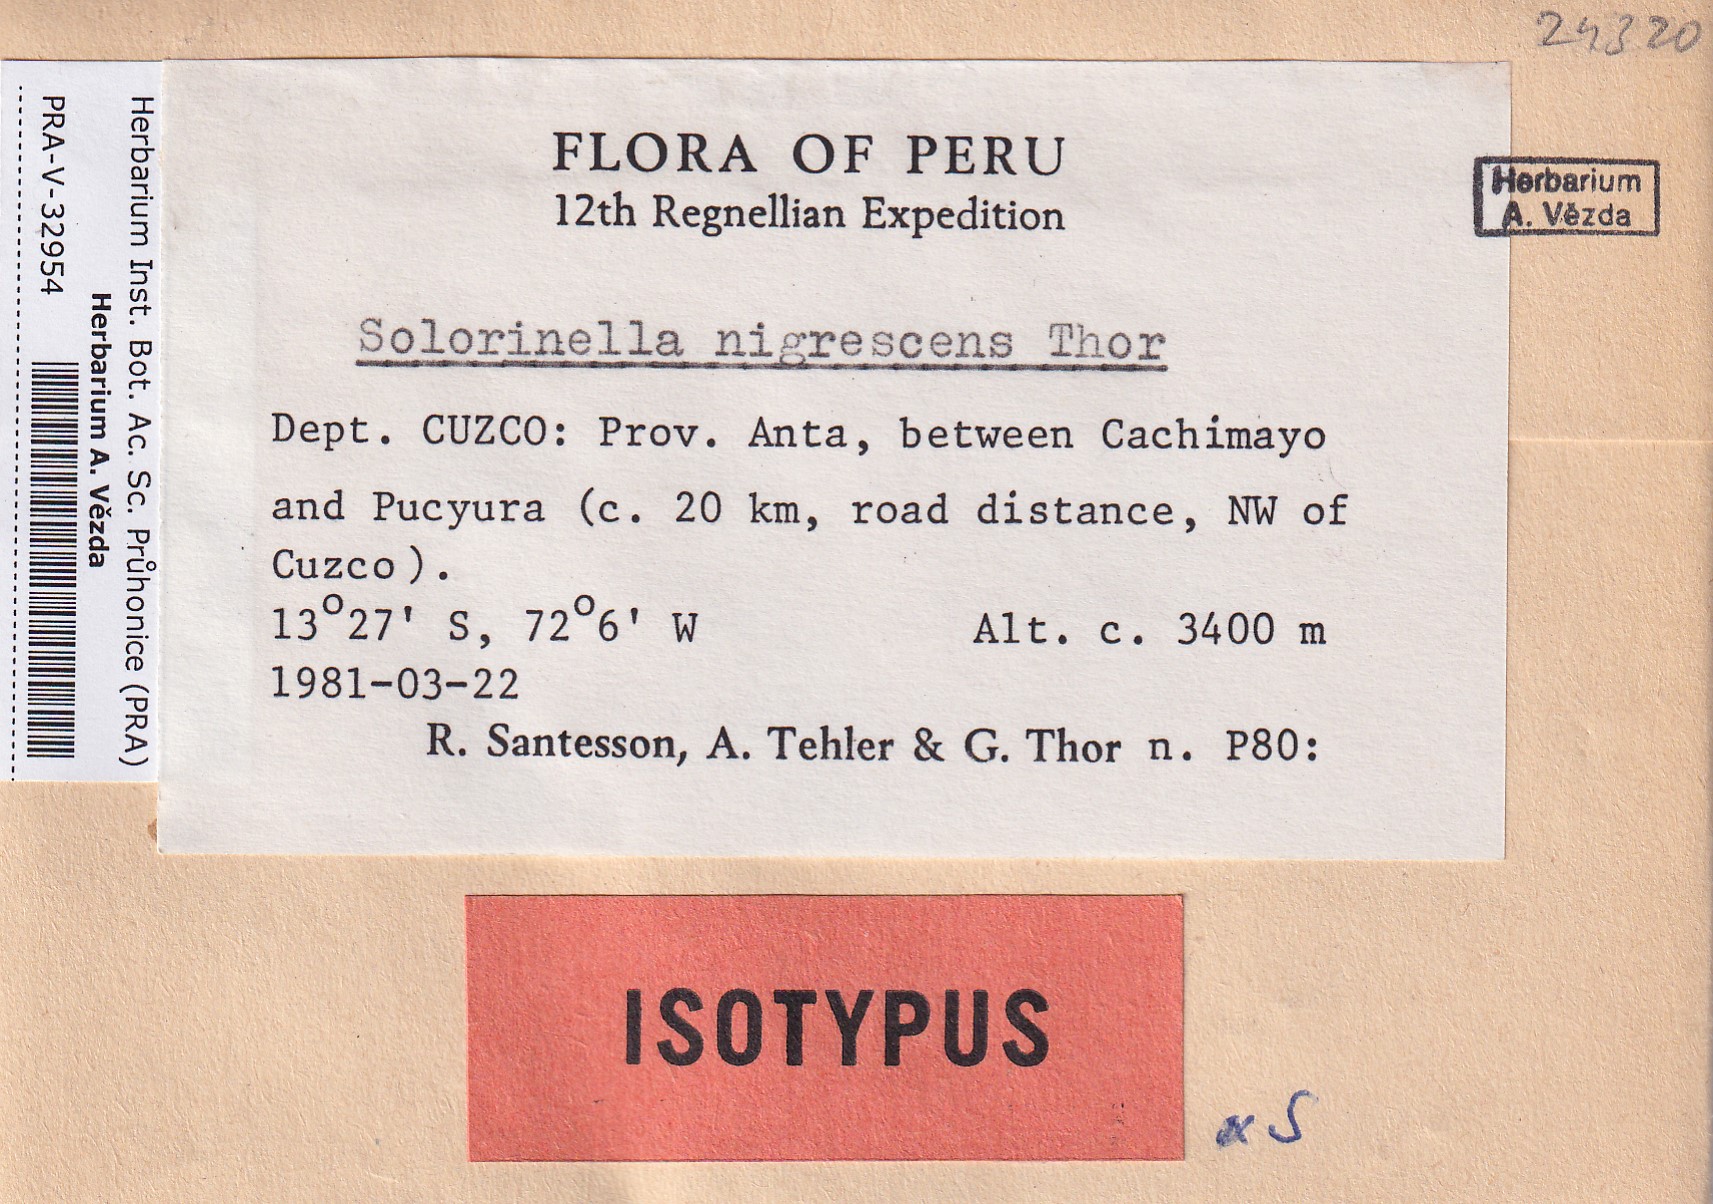 24320
Herbarium Inst. Bot. Ac. Sc. Průhonice (PRA)
Herbarium A. Vězda
PRA-V-32954
FLORA OF PERU
12th Regnellian Expedition
Herbarium
A. Vězda
Solorinella nigrescens Thor
Dept. CUZCO: Prov. Anta, between Cachimayo
and Pucyura (c. 20 km, road distance, NW of
Cuzco).
13°27' S, 72°6' W Alt. c. 3400 m
1981-03-22
R. Santesson, A. Tehler & G. Thor n. P80:
ISOTYPUS
S